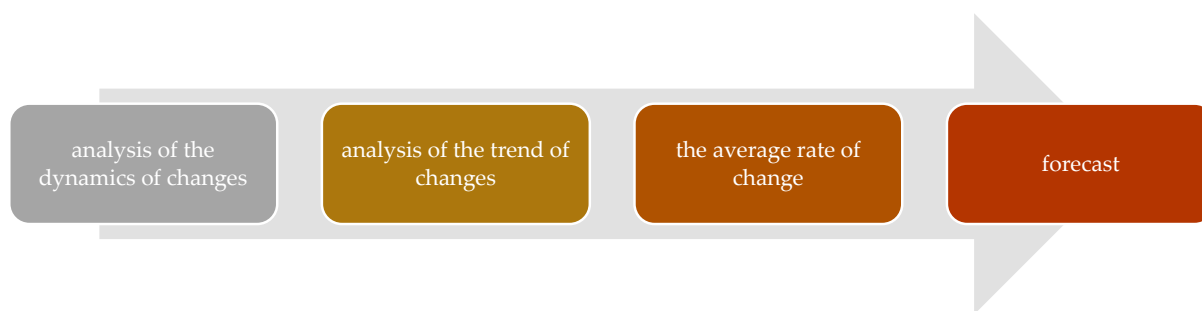 analysis of the
dynamics of changes
analysis of the trend of
changes
the average rate of
change
forecast